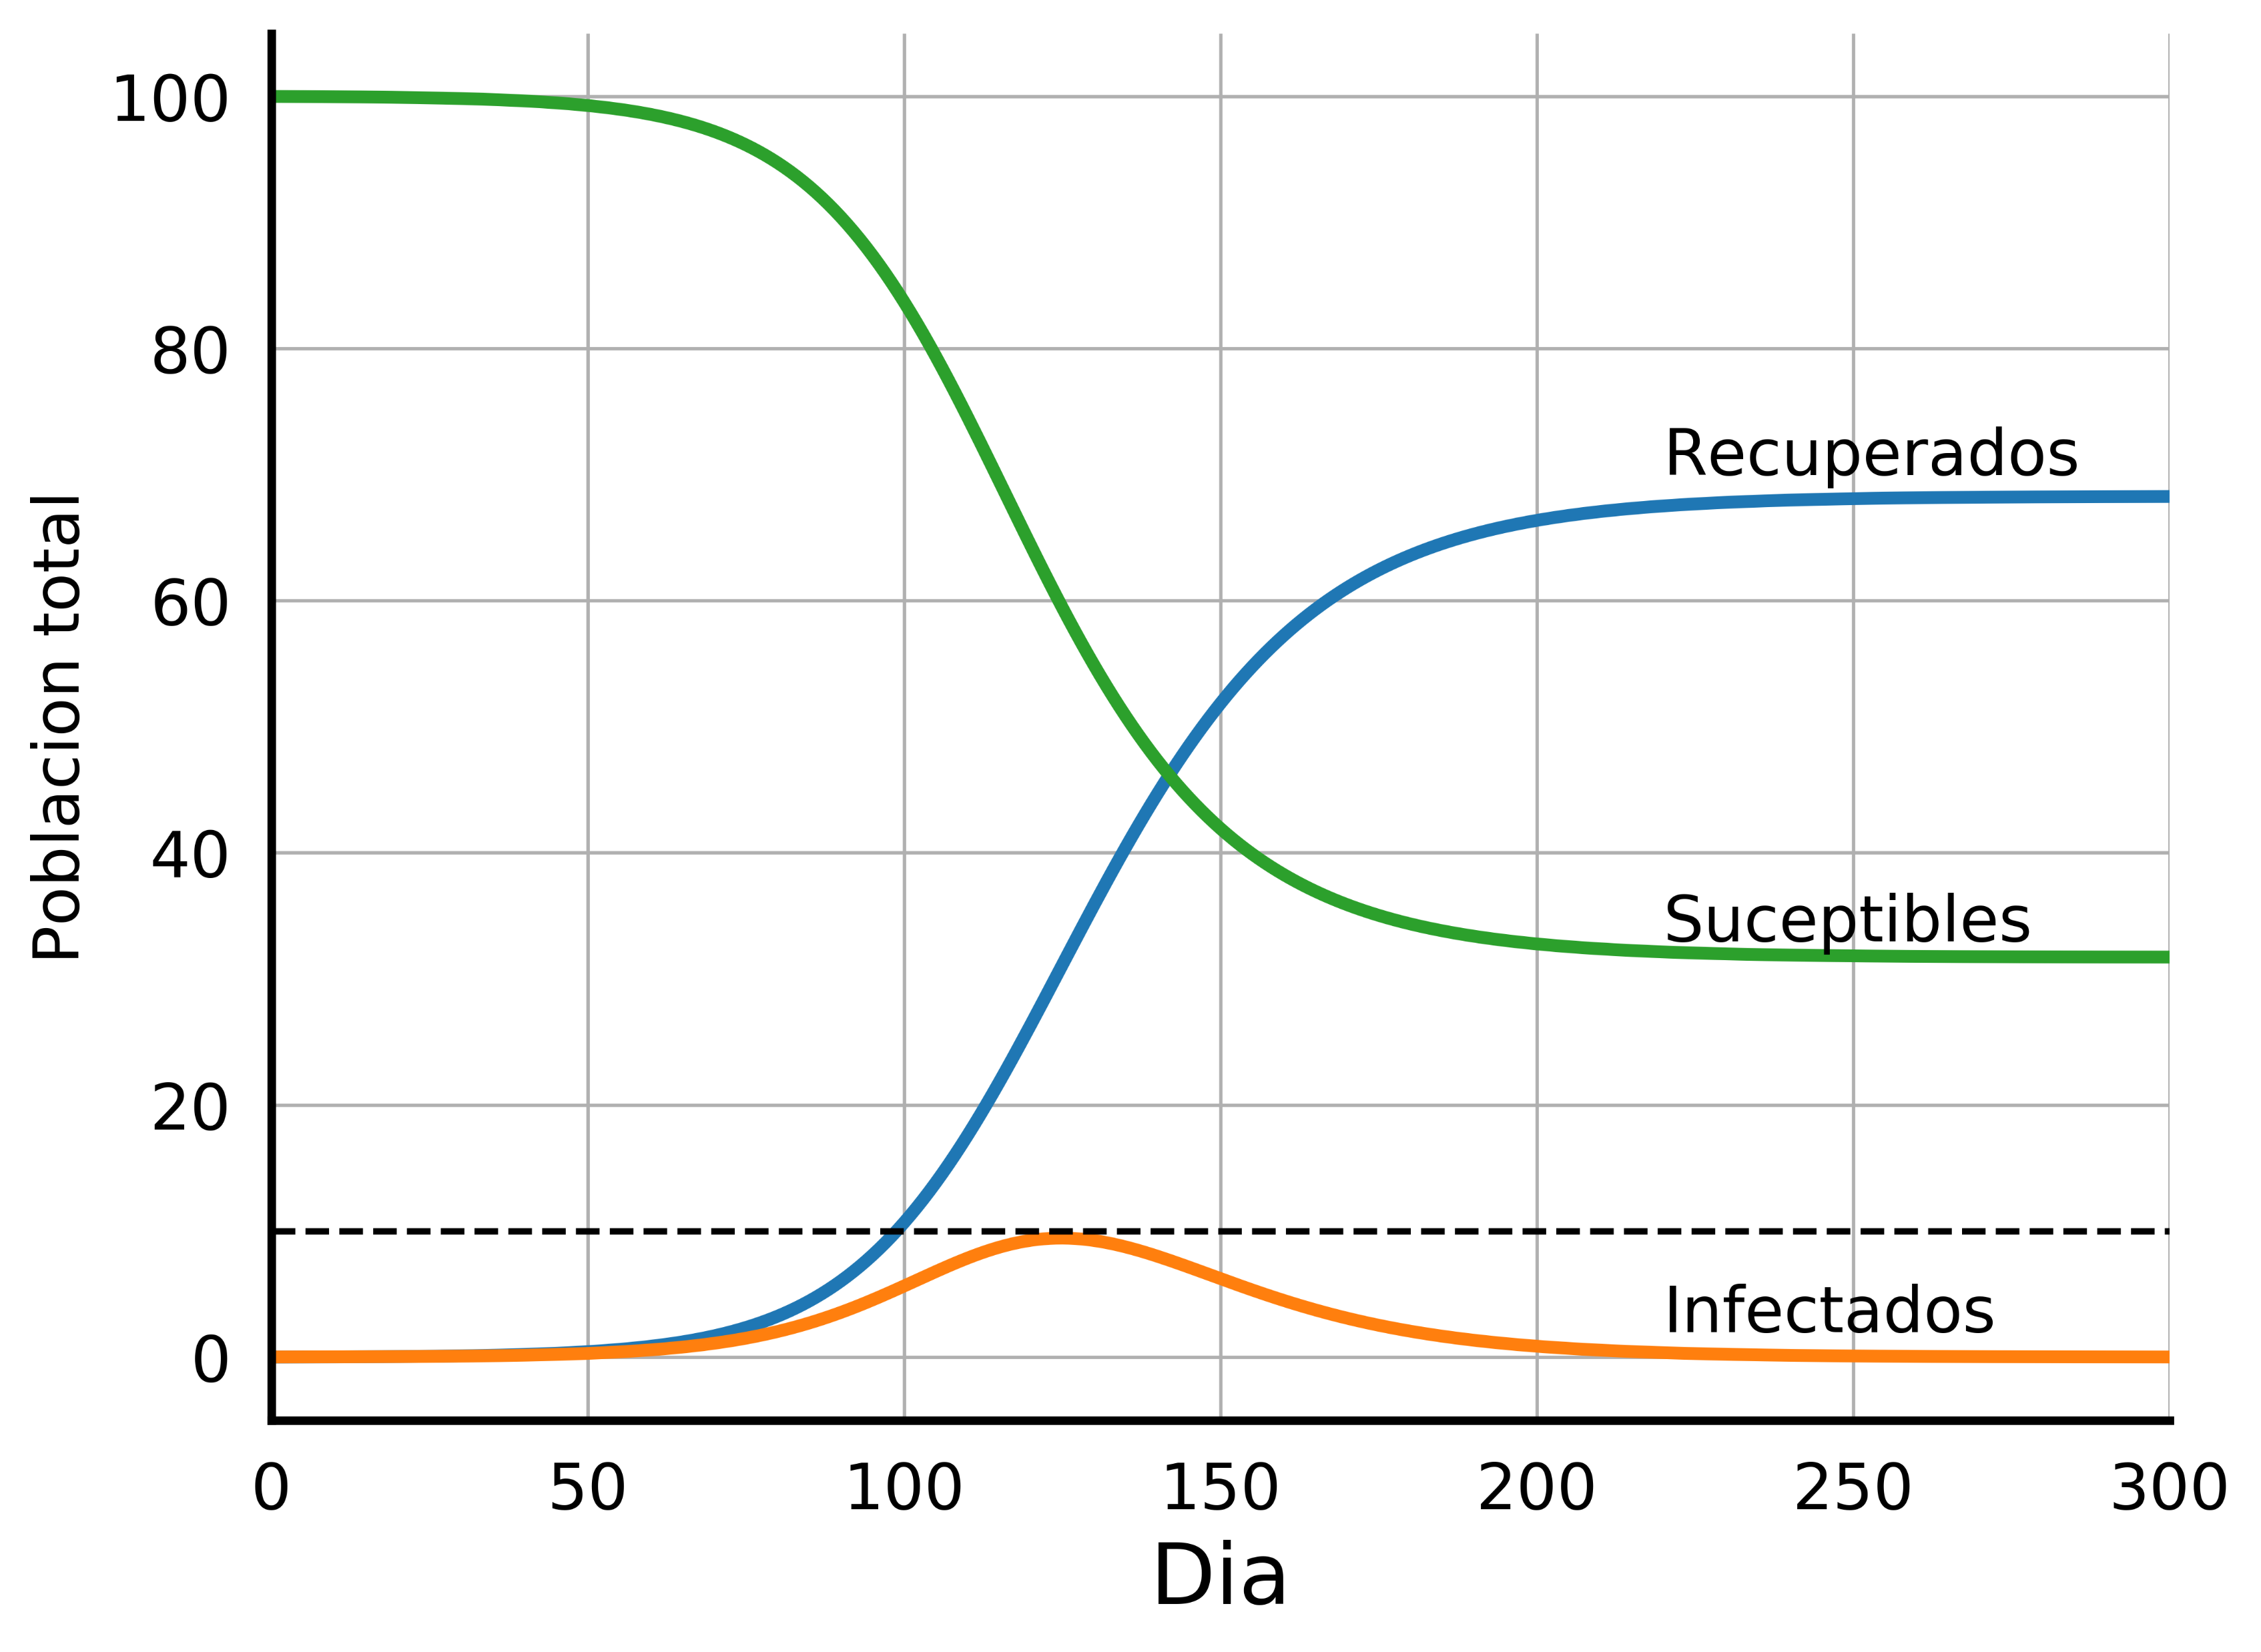 100
80
60
40
20
0
Poblacion total
Recuperados
Suceptibles
Infectados
0 50 100 150 200 250 300
Dia